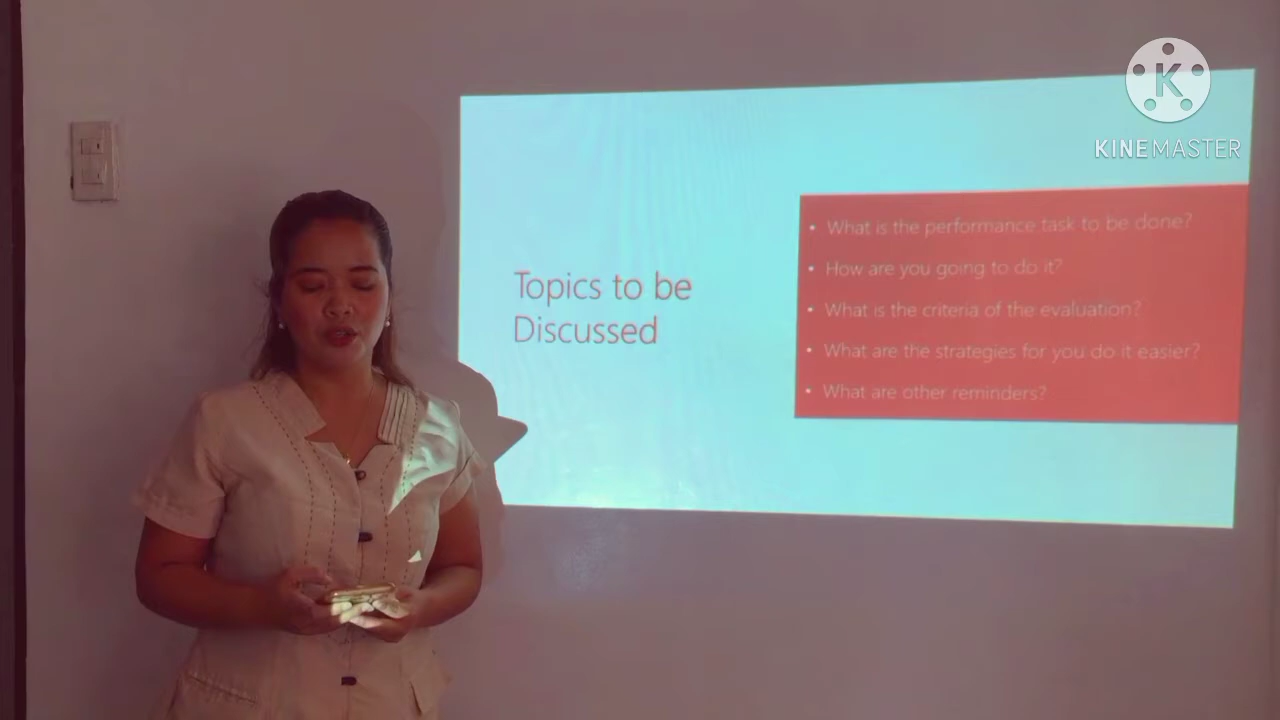 KINEMASTER
Topics to be
Discussed
• What is the performance task to be done?
• How are you going to do it?
• What is the criteria of the evaluation?
• What are the strategies for you do it easier?
• What are other reminders?